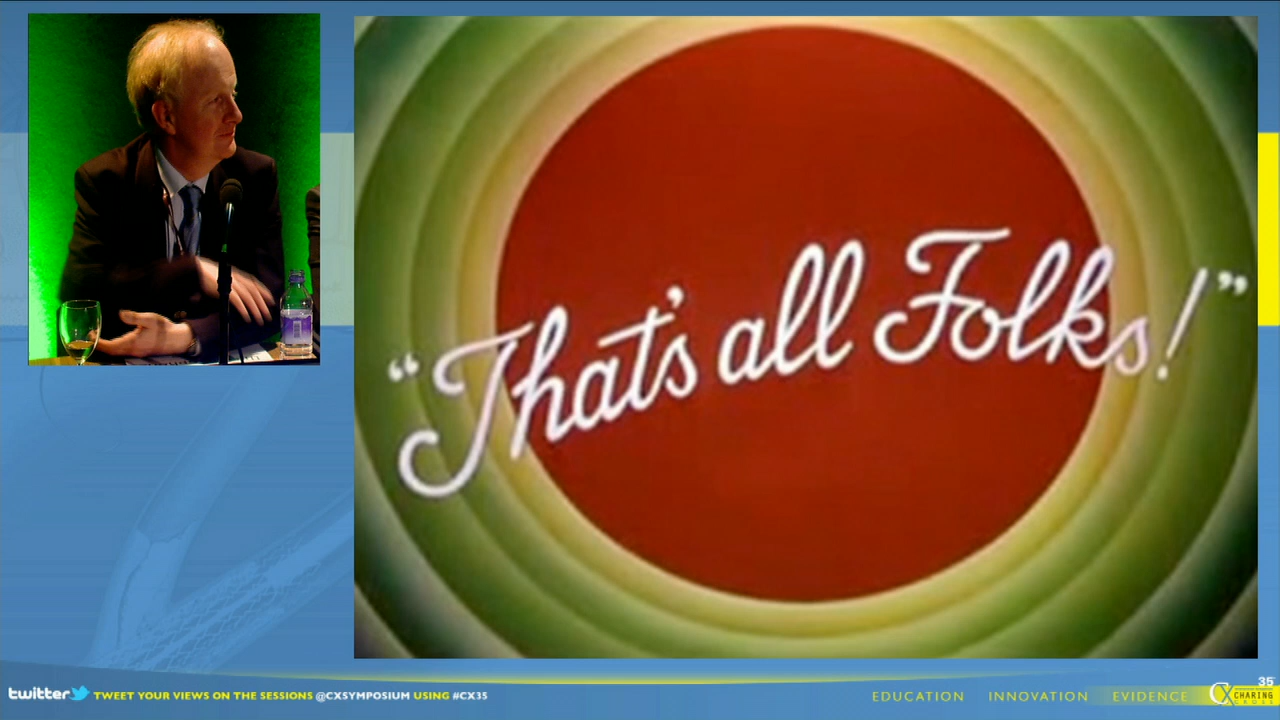 “That's all Folks!”
35
twitter TWEET YOUR VIEWS ON THE SESSIONS @CXSYMPOSIUM USING #CX35
EDUCATION INNOVATION EVIDENCE CX CHARING
CROSS